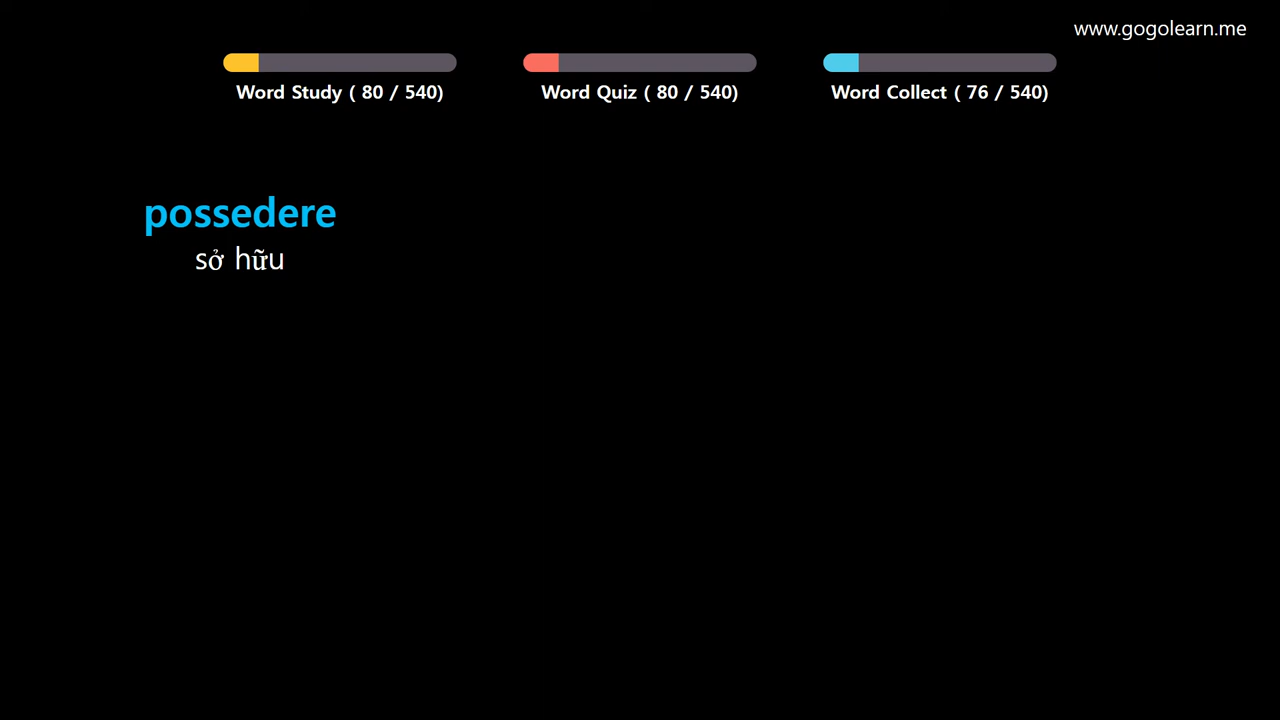 www.gogolearn.me
Word Study ( 80 / 540)
Word Quiz ( 80 / 540)
Word Collect ( 76 / 540)
possedere
sở hữu